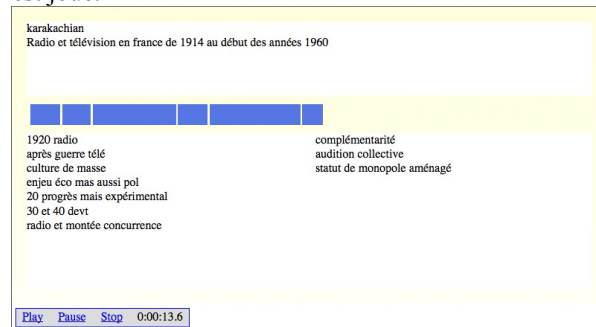 karakachian
Radio et télévision en france de 1914 au début des années 1960
1920 radio
après guerre télé
culture de masse
enjeu éco mas aussi pol
20 progrès mais expérimental
30 et 40 devt
radio et montée concurrence
complémentarité
audition collective
statut de monopole aménagé
Play Pause Stop 0:00:13.6